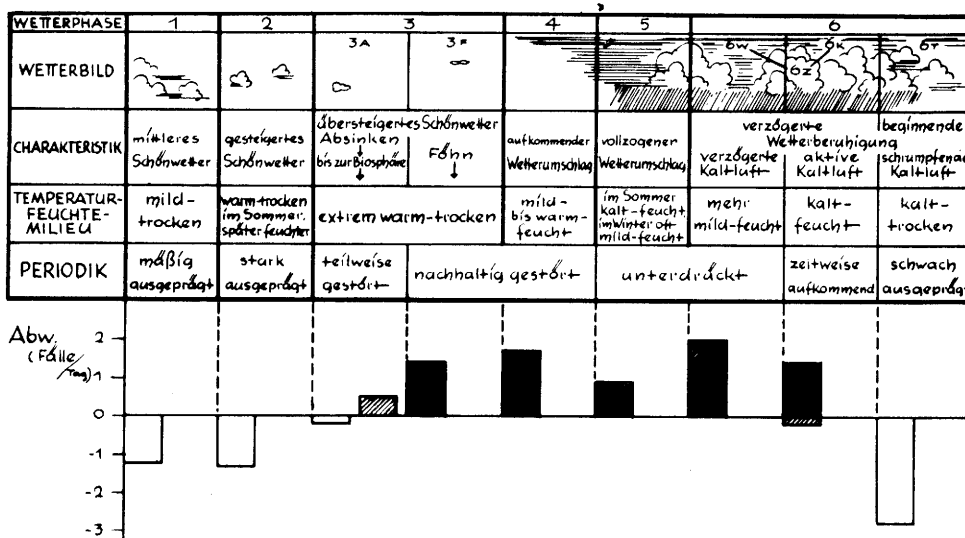 WETTERPHASE 1 2 3 4 5 6
3A 3F 6W 6K 6T
6Z
WETTERBILD
CHARAKTERISTIK
mittleres
Schönwetter
gesteigertes
Schönwetter
übersteigertes Schönwetter
Absinken
bis zur Biosphäre
Föhn
aufkommender
Wetterumschlag
vollzogener
Wetterumschlag
verzögerte
Wetterberuhigung
verzögerte
Kaltluft
aktive
Kaltluft
beginnende
schrumpfende
Kaltluft
TEMPERATUR-
FEUCHTE-
MILIEU
mild-
trocken
warm-trocken
im Sommer
später feuchter
extrem warm-trocken
mild-
bis warm-
feucht
im Sommer
kalt-feucht,
im Winter oft
mild-feucht
mehr
mild-feucht
kalt-
feucht
kalt-
trocken
PERIODIK
mäßig
ausgeprägt
stark
ausgeprägt
teilweise
gestört
nachhaltig gestört
unterdrückt
zeitweise
aufkommend
schwach
ausgeprägt
Abw.
(Fälle/Tag)
2
1
0
-1
-2
-3